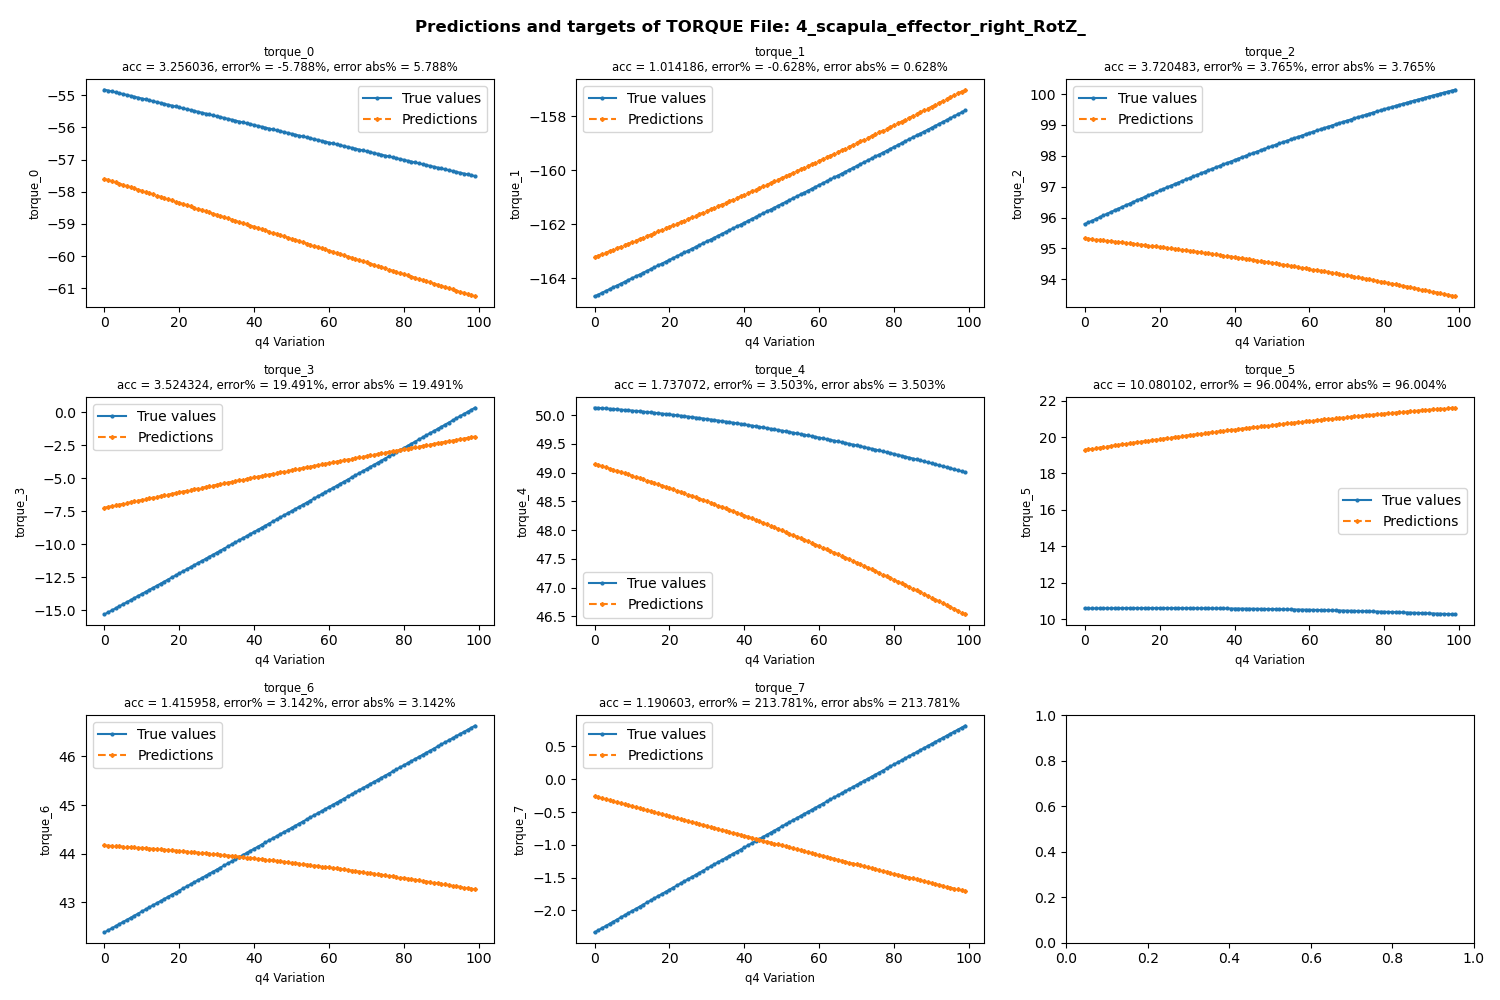 Predictions and targets of TORQUE File: 4_scapula_effector_right_RotZ_
torque_0
acc = 3.256036, error% = -5.788%, error abs% = 5.788%
True values
Predictions
−55
−56
−57
−58
−59
−60
−61
torque_0
0 20 40 60 80 100
q4 Variation
torque_1
acc = 1.014186, error% = -0.628%, error abs% = 0.628%
True values
Predictions
−158
−160
−162
−164
torque_1
0 20 40 60 80 100
q4 Variation
torque_2
acc = 3.720483, error% = 3.765%, error abs% = 3.765%
True values
Predictions
100
99
98
97
96
95
94
torque_2
0 20 40 60 80 100
q4 Variation
torque_3
acc = 3.524324, error% = 19.491%, error abs% = 19.491%
True values
Predictions
0.0
−2.5
−5.0
−7.5
−10.0
−12.5
−15.0
torque_3
0 20 40 60 80 100
q4 Variation
torque_4
acc = 1.737072, error% = 3.503%, error abs% = 3.503%
50.0
49.5
49.0
48.5
48.0
47.5
47.0
46.5
torque_4
True values
Predictions
0 20 40 60 80 100
q4 Variation
torque_5
acc = 10.080102, error% = 96.004%, error abs% = 96.004%
22
20
18
16
14
12
10
torque_5
True values
Predictions
0 20 40 60 80 100
q4 Variation
torque_6
acc = 1.415958, error% = 3.142%, error abs% = 3.142%
True values
Predictions
46
45
44
43
torque_6
0 20 40 60 80 100
q4 Variation
torque_7
acc = 1.190603, error% = 213.781%, error abs% = 213.781%
True values
Predictions
0.5
0.0
−0.5
−1.0
−1.5
−2.0
torque_7
0 20 40 60 80 100
q4 Variation
1.0
0.8
0.6
0.4
0.2
0.0
0.0 0.2 0.4 0.6 0.8 1.0